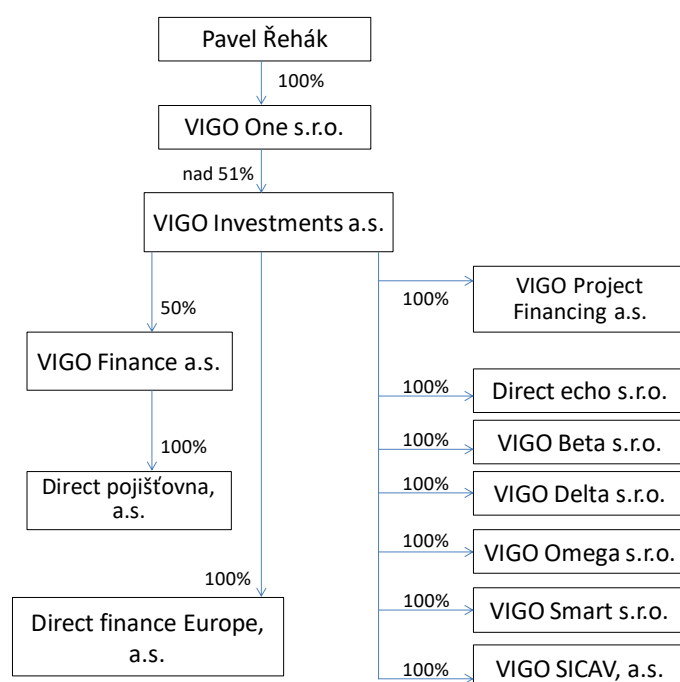 Pavel Řehák
100%
VIGO One s.r.o.
nad 51%
VIGO Investments a.s.
50%
VIGO Finance a.s.
100%
Direct pojišťovna,
a.s.
100%
Direct finance Europe,
a.s.
100%
VIGO Project
Financing a.s.
100%
Direct echo s.r.o.
100%
VIGO Beta s.r.o.
100%
VIGO Delta s.r.o.
100%
VIGO Omega s.r.o.
100%
VIGO Smart s.r.o.
100%
VIGO SICAV, a.s.